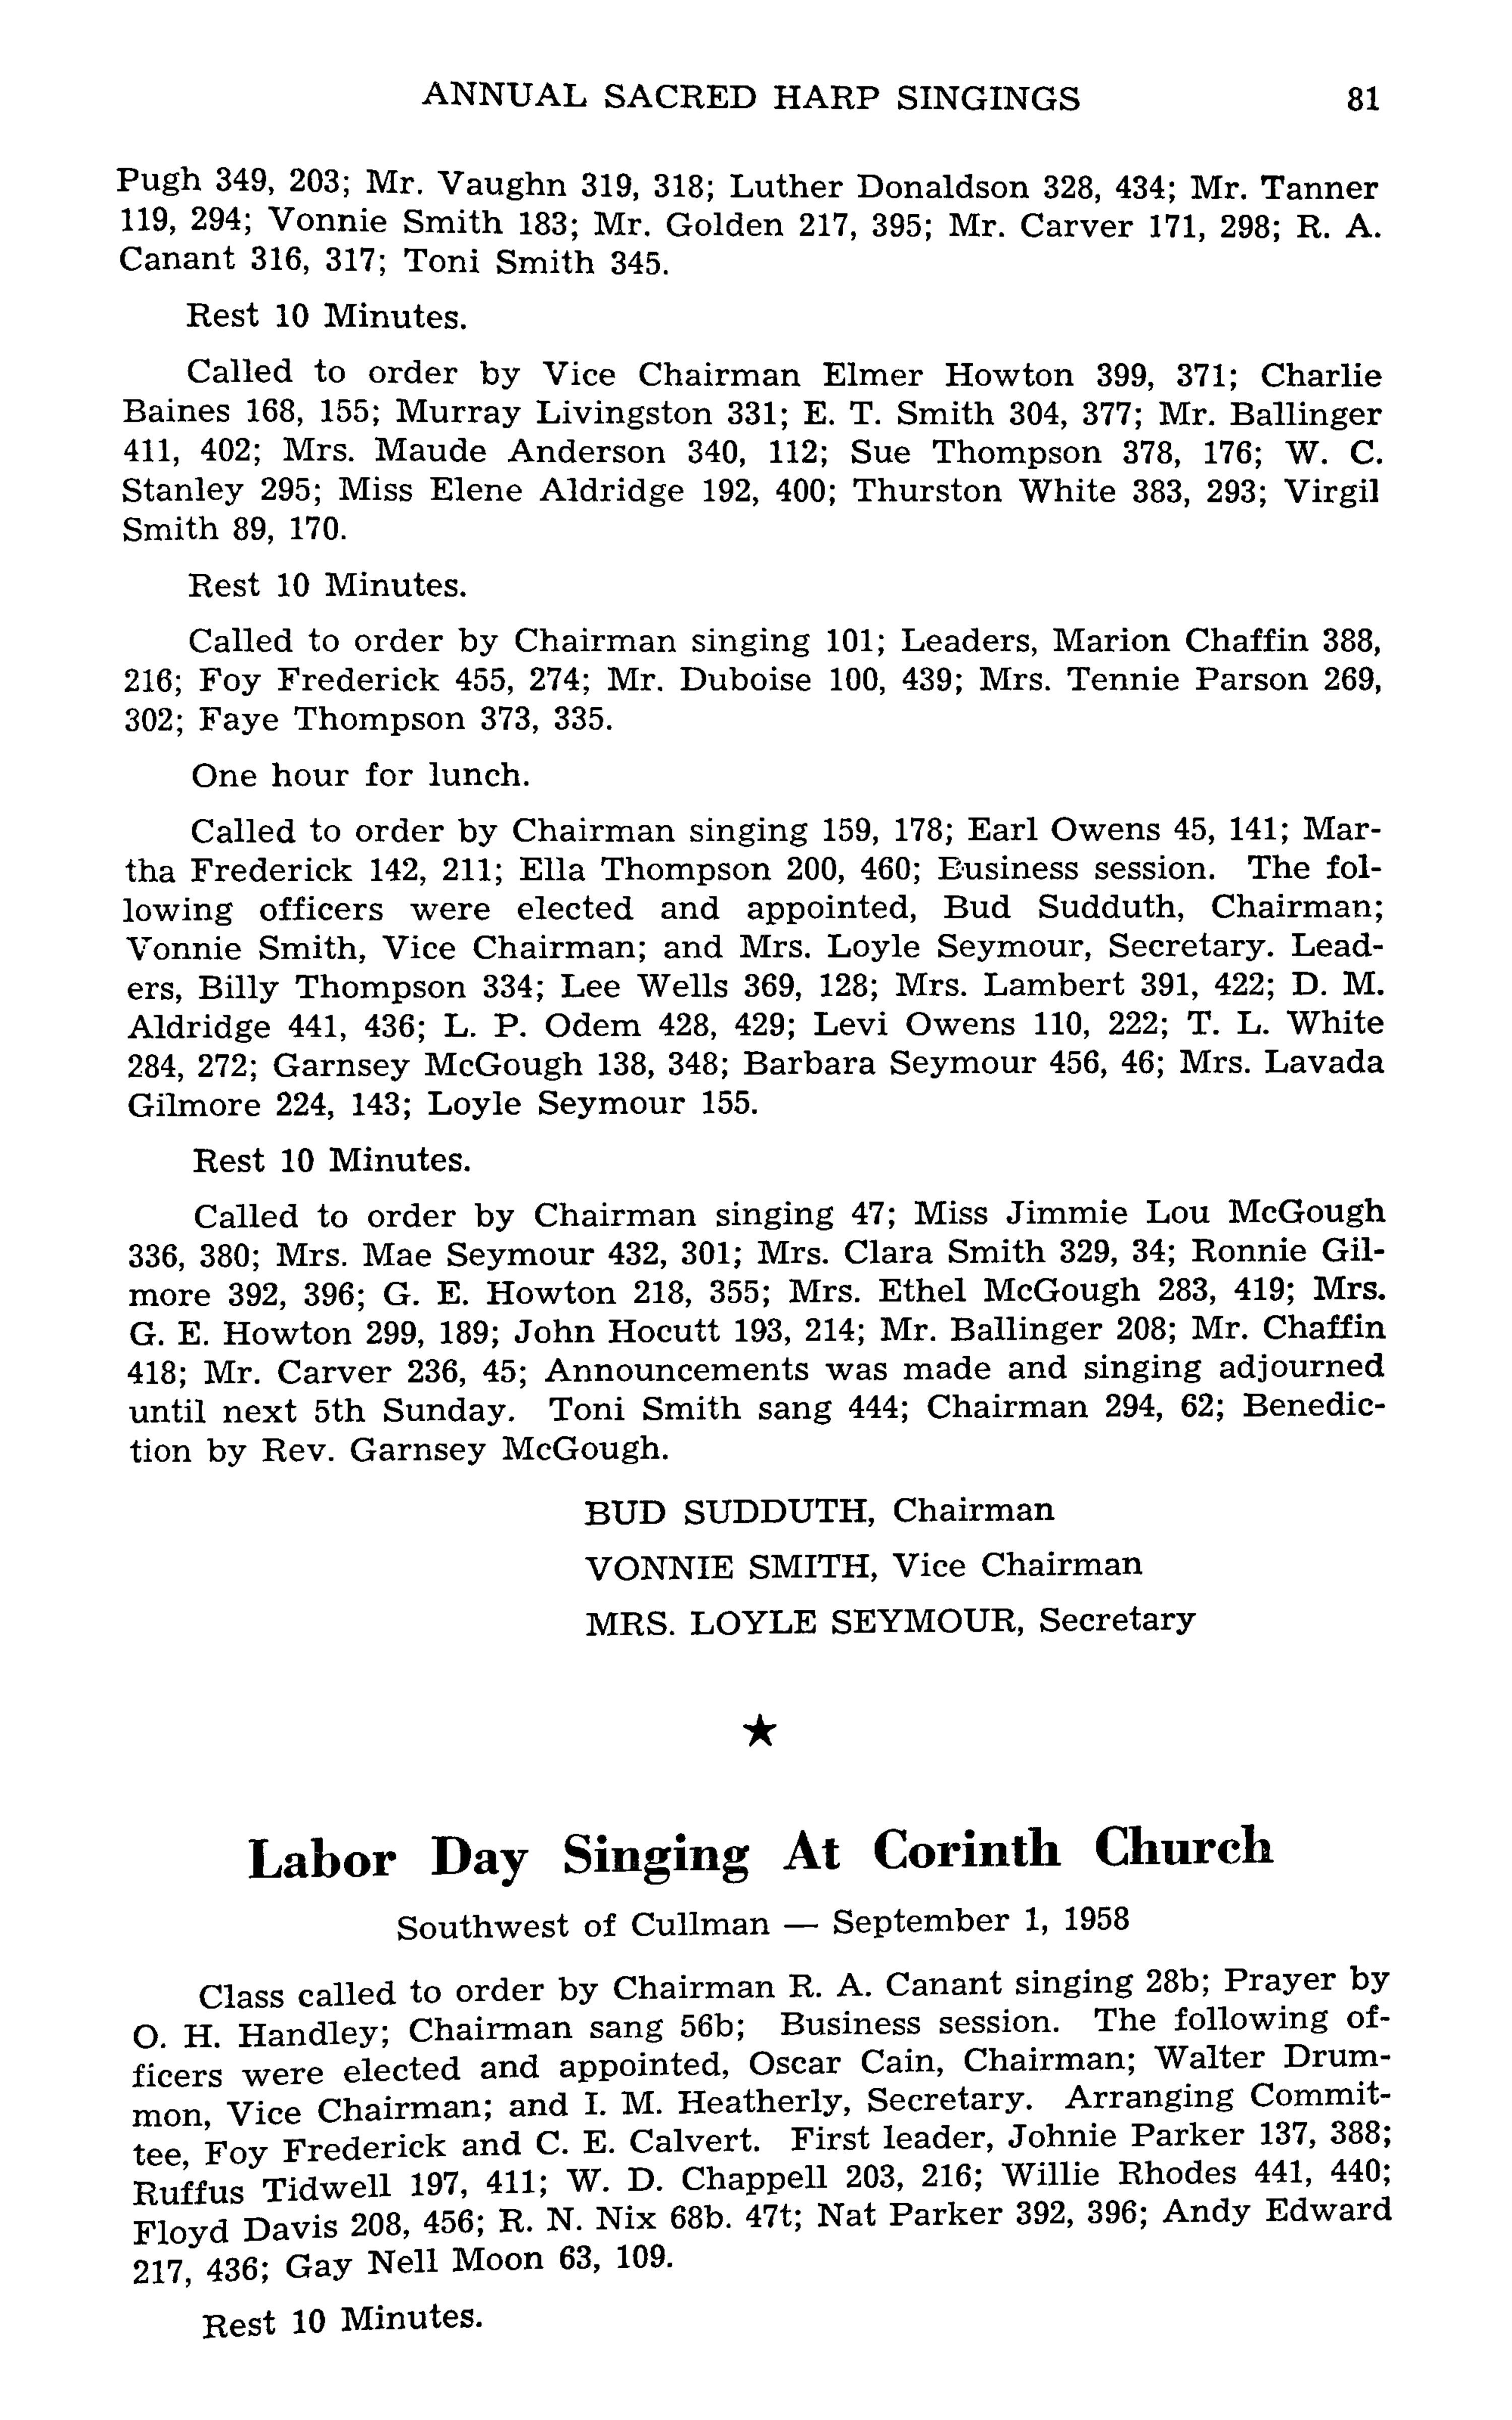 ANNUAL SACRED HARP SINGINGS 81
Pugh 349, 203; Mr. Vaughn 319, 318; Luther Donaldson 328, 434; Mr. Tanner
119, 294; Vonnie Smith 183; Mr. Golden 217, 395; Mr. Carver 171, 298; R. A.
Canant 316, 317; Toni Smith 345.
Rest 10 Minutes.
Called to order by Vice Chairman Elmer Howton 399, 371; Charlie
Baines 168, 155; Murray Livingston 331; E. T. Smith 304, 377; Mr. Ballinger
411, 402; Mrs. Maude Anderson 340, 112; Sue Thompson 378, 176; W. C.
Stanley 295; Miss Elene Aldridge 192, 400; Thurston White 383, 293; Virgil
Smith 89, 170.
Rest 10 Minutes.
Called to order by Chairman singing 101; Leaders, Marion Chaffin 388,
216; Foy Frederick 455, 274; Mr. Duboise 100, 439; Mrs. Tennie Parson 269,
302; Faye Thompson 373, 335.
One hour for lunch.
Called to order by Chairman singing 159, 178; Earl Owens 45, 141; Mar-
tha Frederick 142, 211; Ella Thompson 200, 460; Business session. The fol-
lowing officers were elected and appointed, Bud Sudduth, Chairman;
Vonnie Smith, Vice Chairman; and Mrs. Loyle Seymour, Secretary. Lead-
ers, Billy Thompson 334; Lee Wells 369, 128; Mrs. Lambert 391, 422; D. M.
Aldridge 441, 436; L. P. Odem 428, 429; Levi Owens 110, 222; T. L. White
284, 272; Garnsey McGough 138, 348; Barbara Seymour 456, 46; Mrs. Lavada
Gilmore 224, 143; Loyle Seymour 155.
Rest 10 Minutes.
Called to order by Chairman singing 47; Miss Jimmie Lou McGough
336, 380; Mrs. Mae Seymour 432, 301; Mrs. Clara Smith 329, 34; Ronnie Gil-
more 392, 396; G. E. Howton 218, 355; Mrs. Ethel McGough 283, 419; Mrs.
G. E. Howton 299, 189; John Hocutt 193, 214; Mr. Ballinger 208; Mr. Chaffin
418; Mr. Carver 236, 45; Announcements was made and singing adjourned
until next 5th Sunday. Toni Smith sang 444; Chairman 294, 62; Benedic-
tion by Rev. Garnsey McGough.
BUD SUDDUTH, Chairman
VONNIE SMITH, Vice Chairman
MRS. LOYLE SEYMOUR, Secretary
★
Labor Day Singing At Corinth Church
Southwest of Cullman — September 1, 1958
Class called to order by Chairman R. A. Canant singing 28b; Prayer by
O. H. Handley; Chairman sang 56b; Business session. The following of-
ficers were elected and appointed, Oscar Cain, Chairman; Walter Drum-
mon, Vice Chairman; and I. M. Heatherly, Secretary. Arranging Commit-
tee, Foy Frederick and C. E. Calvert. First leader, Johnie Parker 137, 388;
Ruffus Tidwell 197, 411; W. D. Chappell 203, 216; Willie Rhodes 441, 440;
Floyd Davis 208, 456; R. N. Nix 68b. 47t; Nat Parker 392, 396; Andy Edward
217, 436; Gay Nell Moon 63, 109.
Rest 10 Minutes.